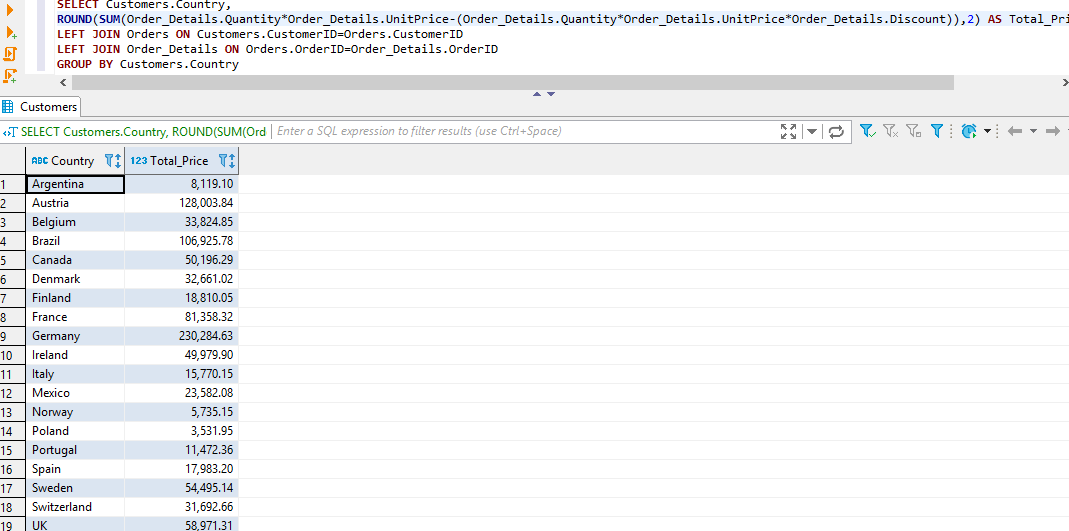 SELECT Customers.Country,
ROUND(SUM(Order_Details.Quantity*Order_Details.UnitPrice-(Order_Details.Quantity*Order_Details.UnitPrice*Order_Details.Discount)),2) AS Total_Pri
LEFT JOIN Orders ON Customers.CustomerID=Orders.CustomerID
LEFT JOIN Order_Details ON Orders.OrderID=Order_Details.OrderID
GROUP BY Customers.Country
Customers
SELECT Customers.Country, ROUND(SUM(Ord Enter a SQL expression to filter results (use Ctrl+Space)
ABC Country 123 Total_Price
1 Argentina 8,119.10
2 Austria 128,003.84
3 Belgium 33,824.85
4 Brazil 106,925.78
5 Canada 50,196.29
6 Denmark 32,661.02
7 Finland 18,810.05
8 France 81,358.32
9 Germany 230,284.63
10 Ireland 49,979.90
11 Italy 15,770.15
12 Mexico 23,582.08
13 Norway 5,735.15
14 Poland 3,531.95
15 Portugal 11,472.36
16 Spain 17,983.20
17 Sweden 54,495.14
18 Switzerland 31,692.66
19 UK 58,971.31